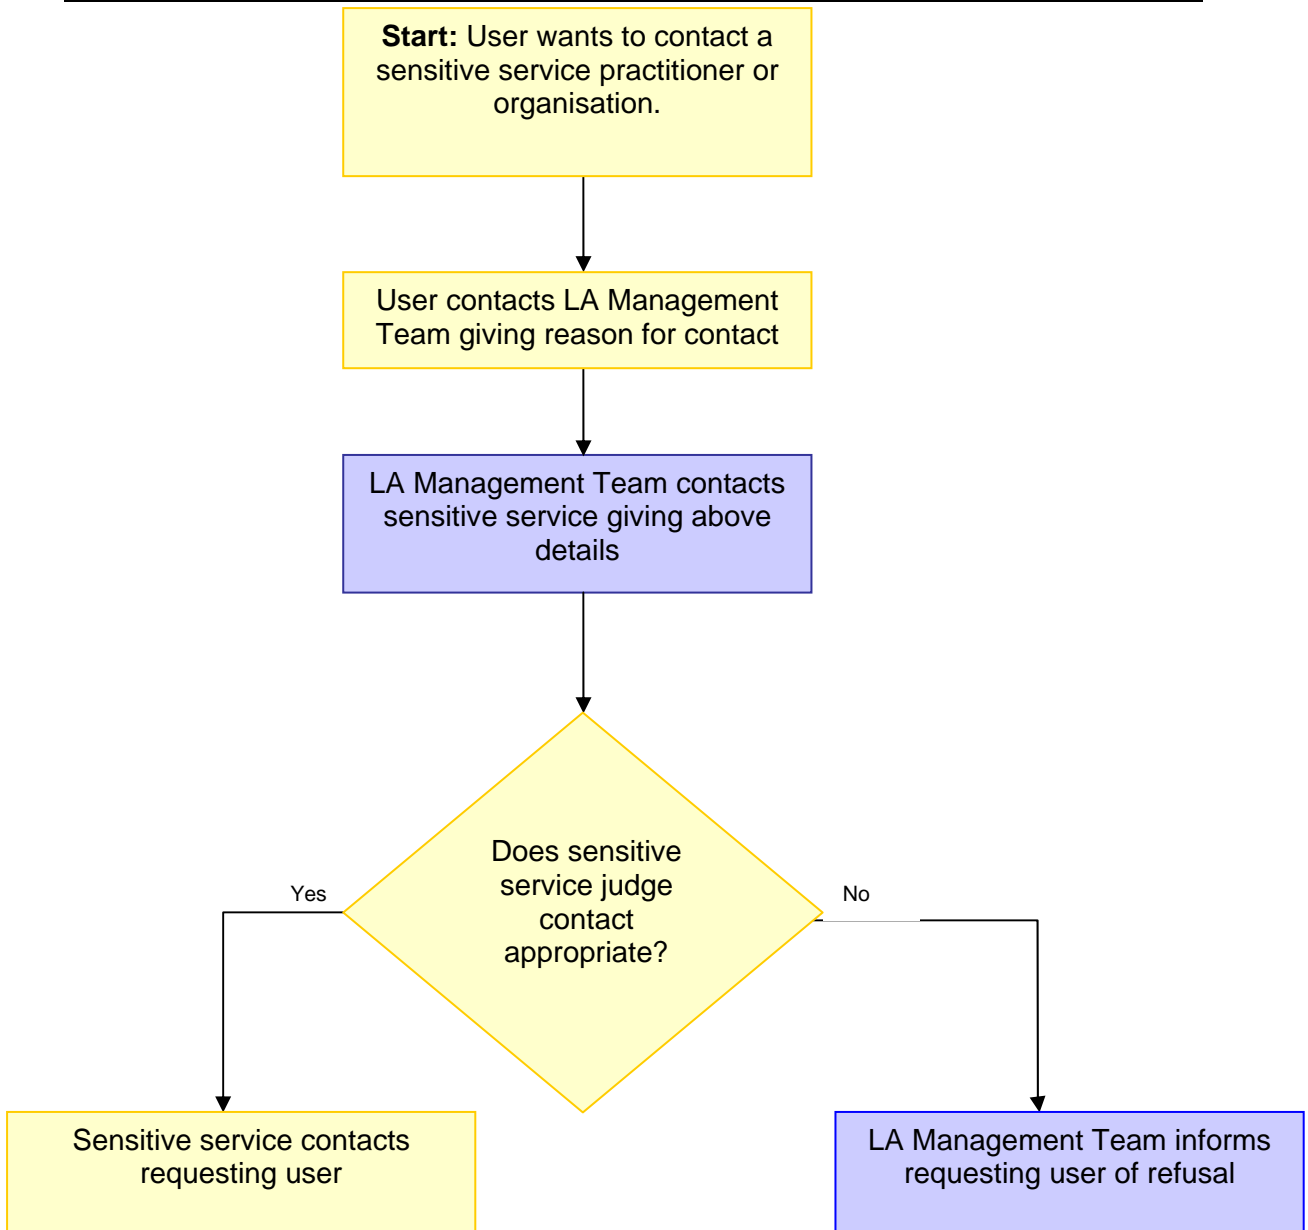 Start: User wants to contact a
sensitive service practitioner or
organisation.
User contacts LA Management
Team giving reason for contact
LA Management Team contacts
sensitive service giving above
details
Does sensitive
service judge
contact
appropriate?
Yes
No
Sensitive service contacts
requesting user
LA Management Team informs
requesting user of refusal